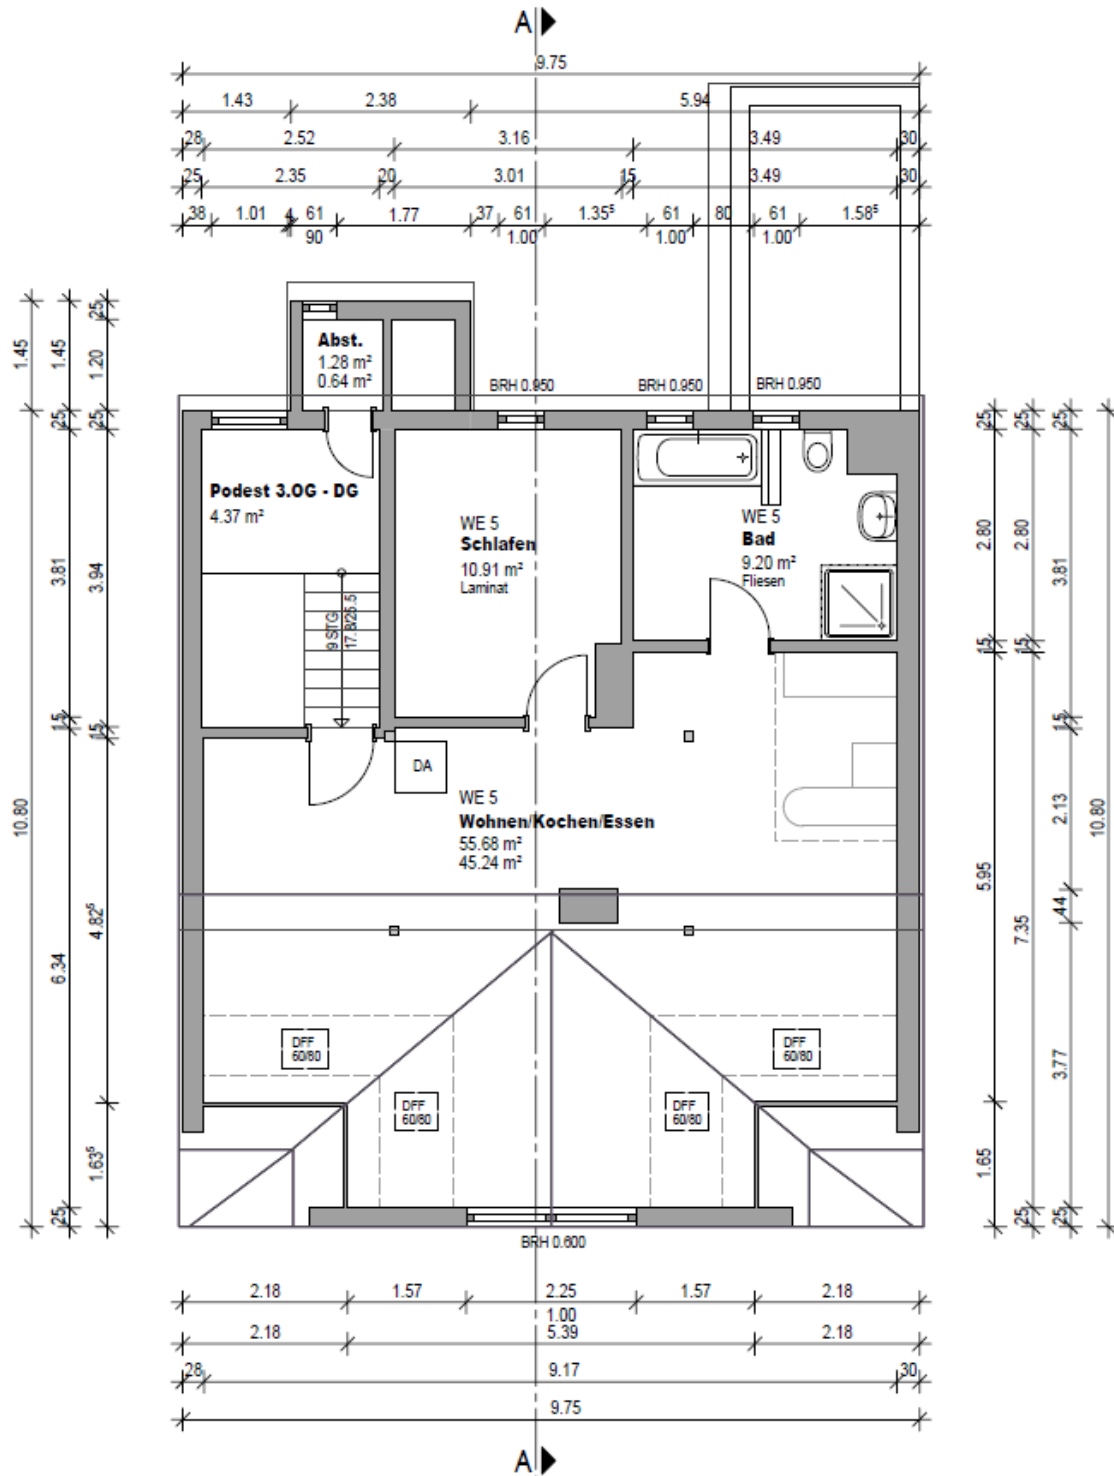 A
9.75
1.43 2.38 5.94
28 2.52 3.16 3.49 30
25 2.35 20 3.01 15 3.49 30
38 1.01 4 61 1.77 37 61 1.35⁵ 61 80 61 1.58⁵
90 1.00 1.00 1.00
1.45 1.45 1.20 25
Abst.
1.28 m²
0.64 m²
BRH 0.950 BRH 0.950 BRH 0.950
25 25 25 25
Podest 3.OG - DG
4.37 m²
9 STG
17.8/25.5
WE 5
Schlafen
10.91 m²
Laminat
WE 5
Bad
9.20 m²
Fliesen
3.81 3.94 2.80 2.80 3.81
15 15 15 15 15
DA
WE 5
Wohnen/Kochen/Essen
55.68 m²
45.24 m²
10.80 6.34 4.82⁵ 5.95 7.35 2.13 10.80
44
3.77
DFF
60/80
DFF
60/80
DFF
60/80
DFF
60/80
1.63⁵ 1.65
25 25 25
BRH 0.600
2.18 1.57 2.25 1.57 2.18
1.00
2.18 5.39 2.18
28 9.17 30
9.75
A